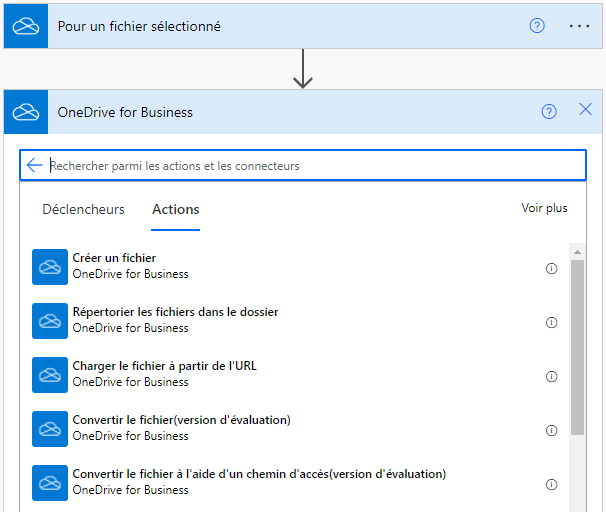 Pour un fichier sélectionné
OneDrive for Business
Rechercher parmi les actions et les connecteurs
Déclencheurs Actions Voir plus
Créer un fichier
OneDrive for Business
Répertorier les fichiers dans le dossier
OneDrive for Business
Charger le fichier à partir de l'URL
OneDrive for Business
Convertir le fichier(version d'évaluation)
OneDrive for Business
Convertir le fichier à l'aide d'un chemin d'accès(version d'évaluation)
OneDrive for Business